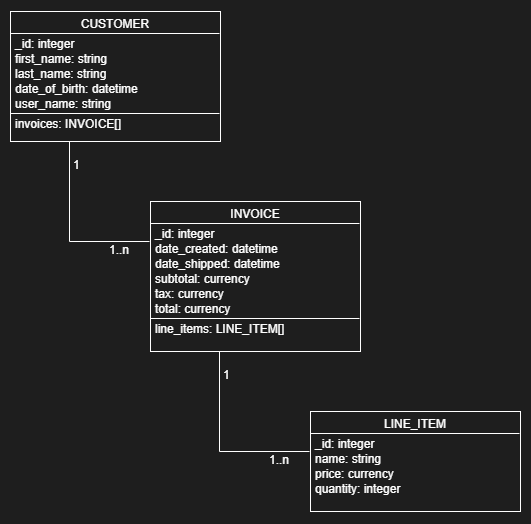 CUSTOMER
_id: integer
first_name: string
last_name: string
date_of_birth: datetime
user_name: string
invoices: INVOICE[]
1
1..n
INVOICE
_id: integer
date_created: datetime
date_shipped: datetime
subtotal: currency
tax: currency
total: currency
line_items: LINE_ITEM[]
1
1..n
LINE_ITEM
_id: integer
name: string
price: currency
quantity: integer